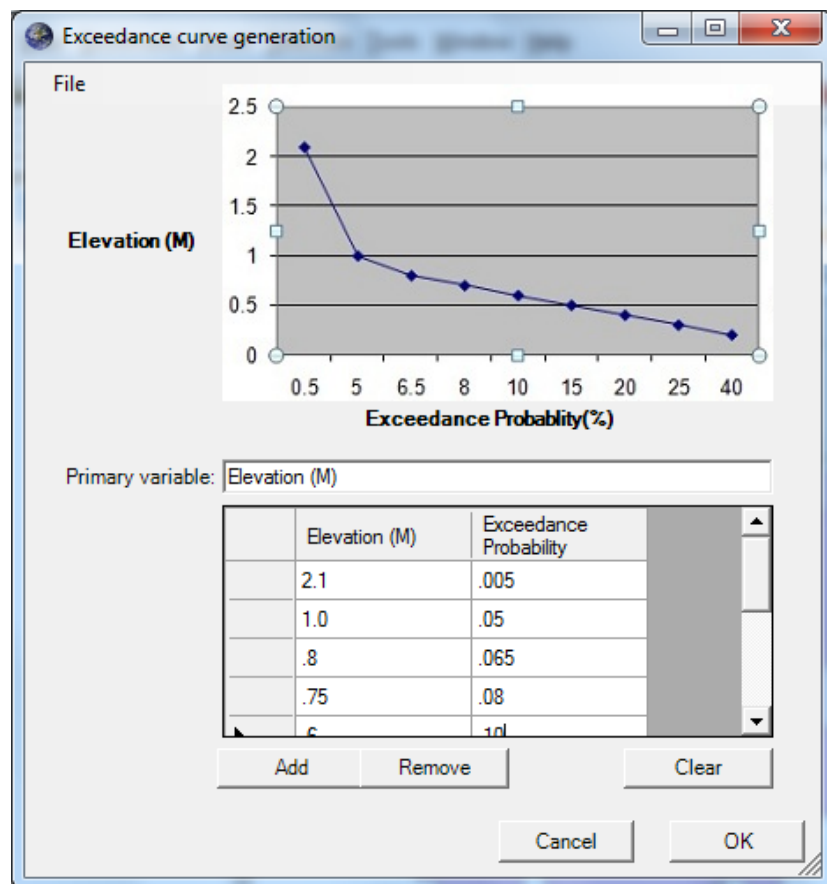 Exceedance curve generation
File
2.5
2
1.5
1
0.5
0
Elevation (M)
0.5 5 6.5 8 10 15 20 25 40
Exceedance Probablity(%)
Primary variable: Elevation (M)
Elevation (M) Exceedance
Probability
2.1 .005
1.0 .05
.8 .065
.75 .08
.6 .10
Add Remove Clear
Cancel OK